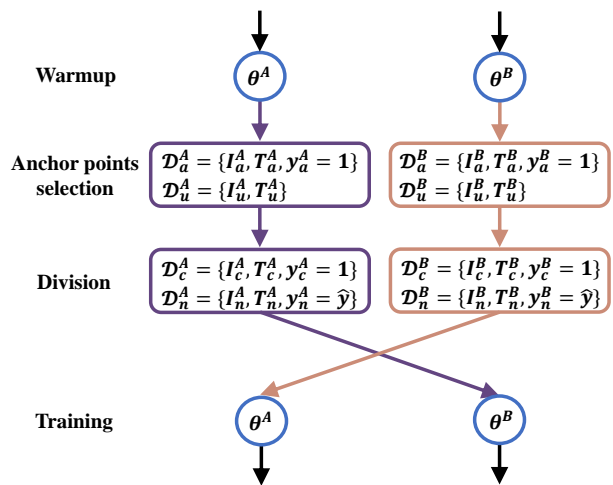 Warmup θ^A θ^B
Anchor points
selection
𝒟_a^A = {I_a^A, T_a^A, y_a^A = 1}
𝒟_u^A = {I_u^A, T_u^A}
𝒟_a^B = {I_a^B, T_a^B, y_a^B = 1}
𝒟_u^B = {I_u^B, T_u^B}
Division
𝒟_c^A = {I_c^A, T_c^A, y_c^A = 1}
𝒟_n^A = {I_n^A, T_n^A, y_n^A = ŷ}
𝒟_c^B = {I_c^B, T_c^B, y_c^B = 1}
𝒟_n^B = {I_n^B, T_n^B, y_n^B = ŷ}
Training θ^A θ^B